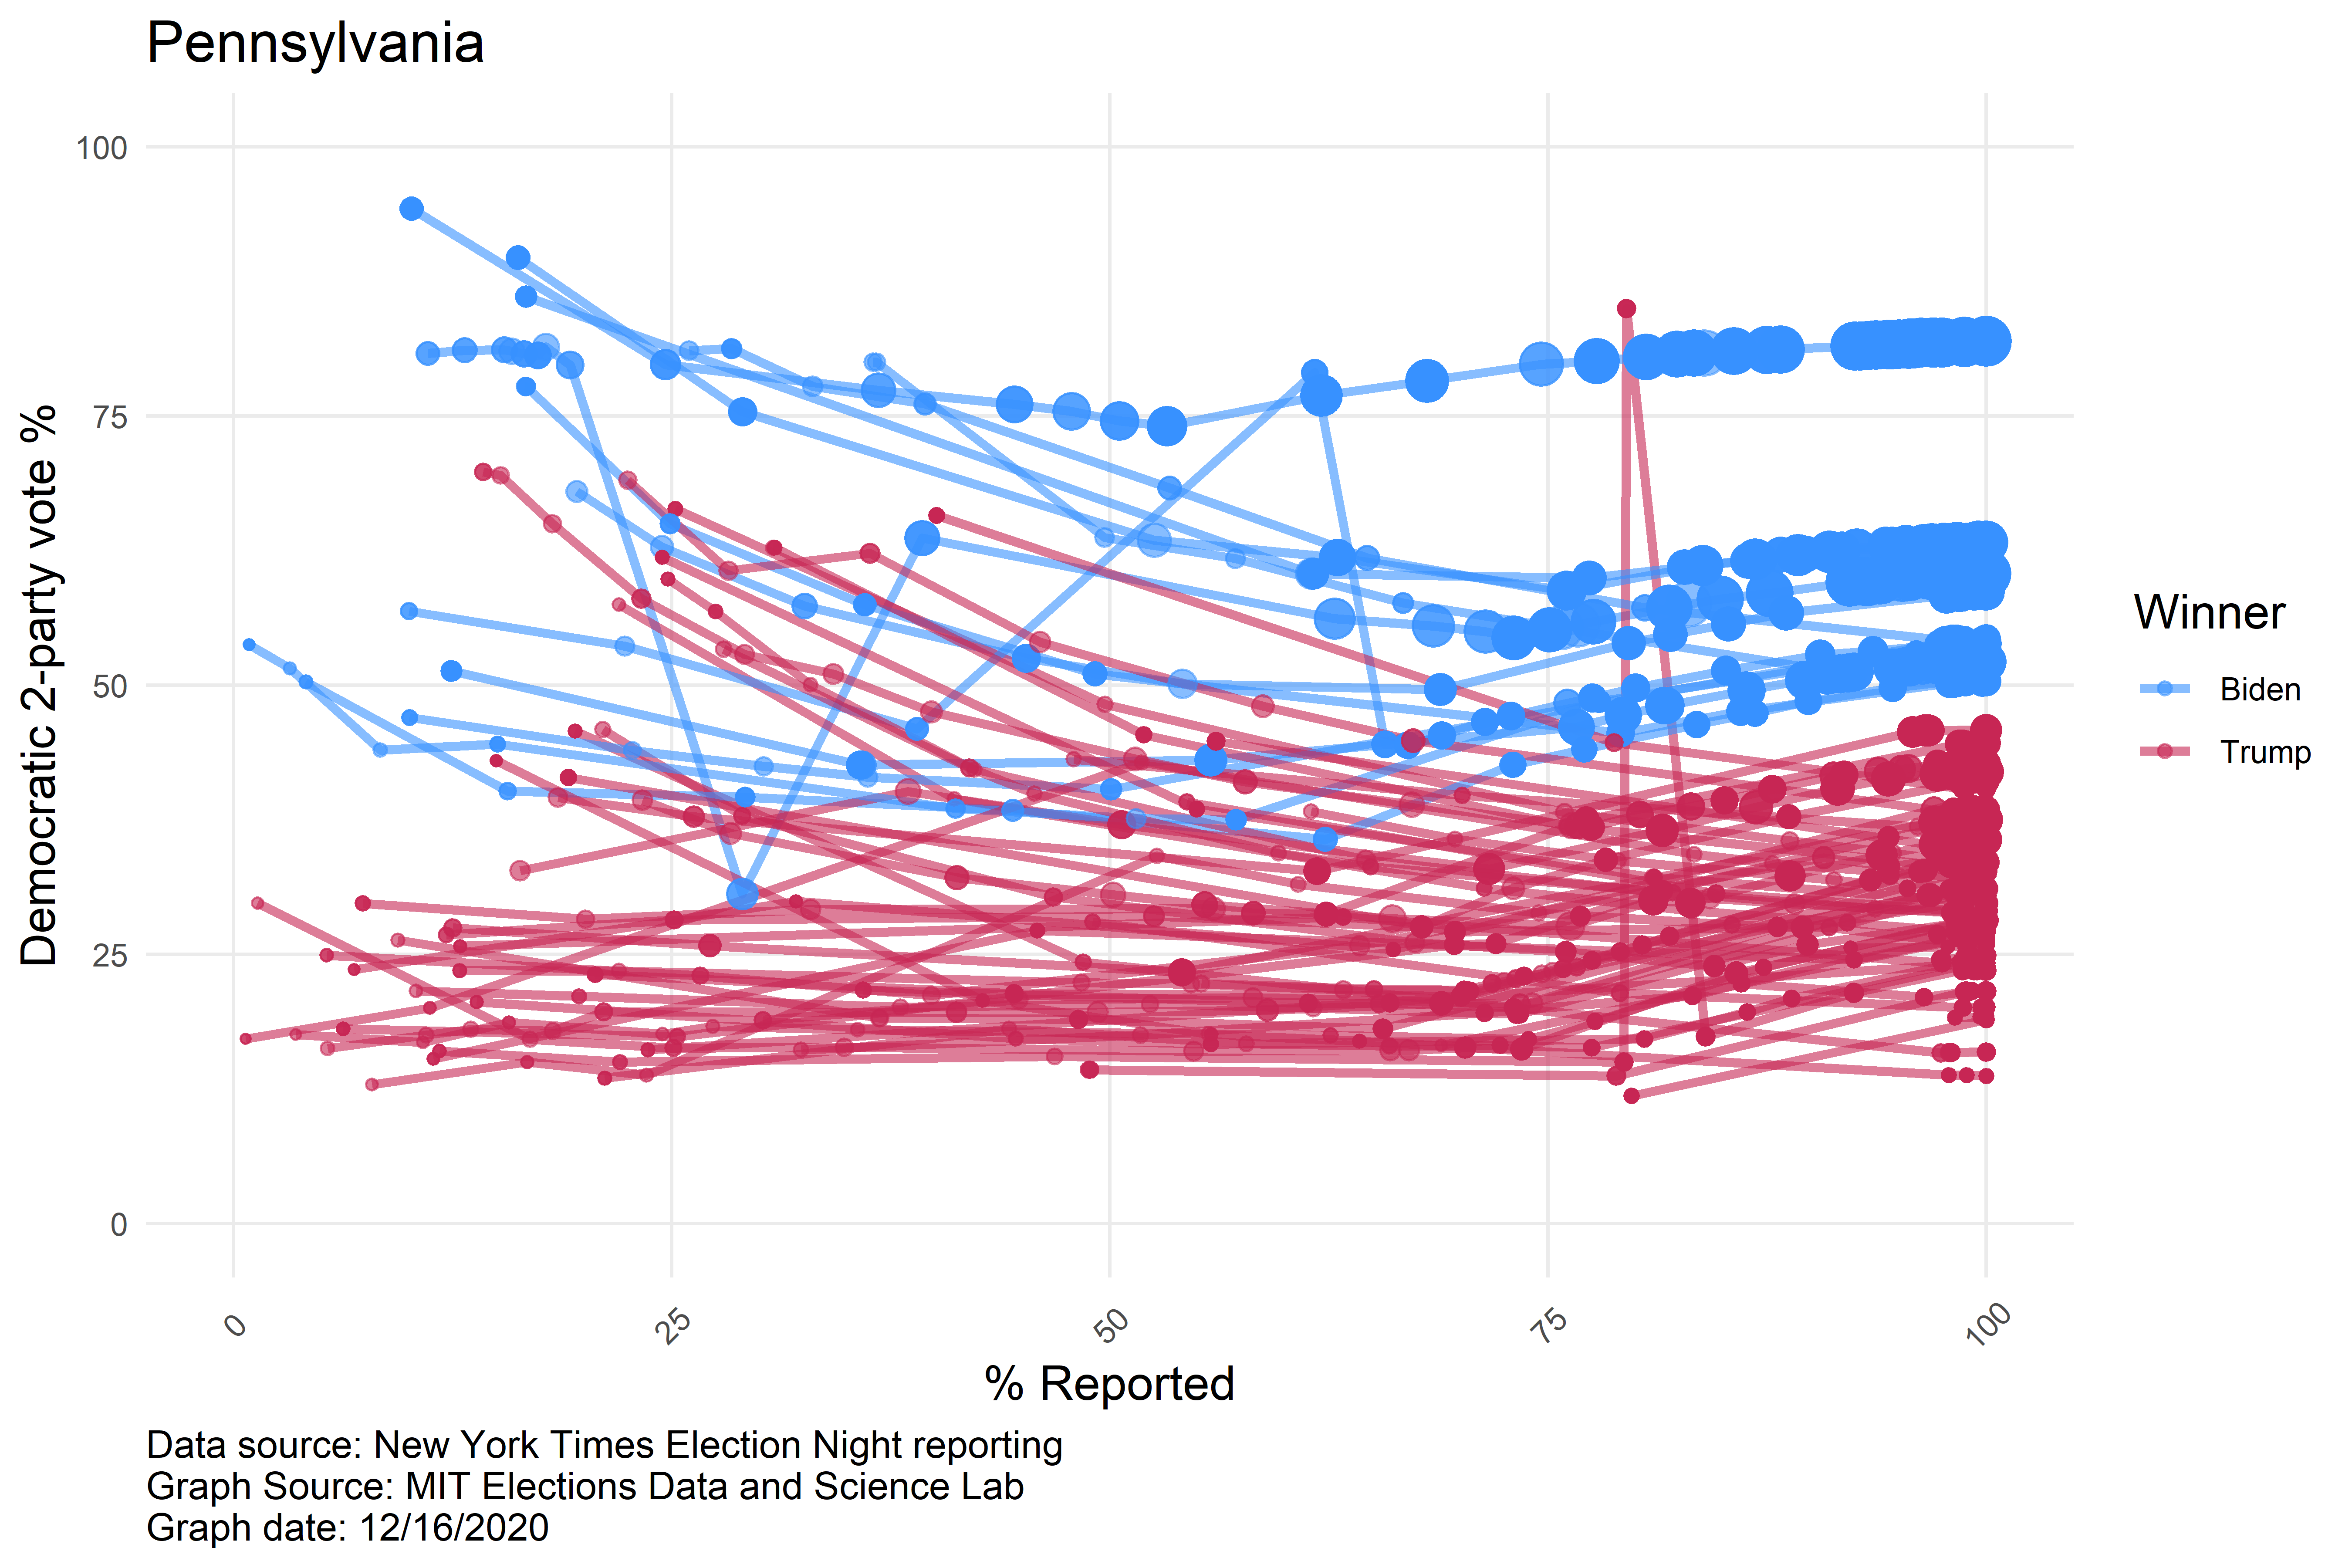 Pennsylvania
100
75
50
25
0
Democratic 2-party vote %
0
25
50
75
100
% Reported
Winner
Biden
Trump
Data source: New York Times Election Night reporting
Graph Source: MIT Elections Data and Science Lab
Graph date: 12/16/2020